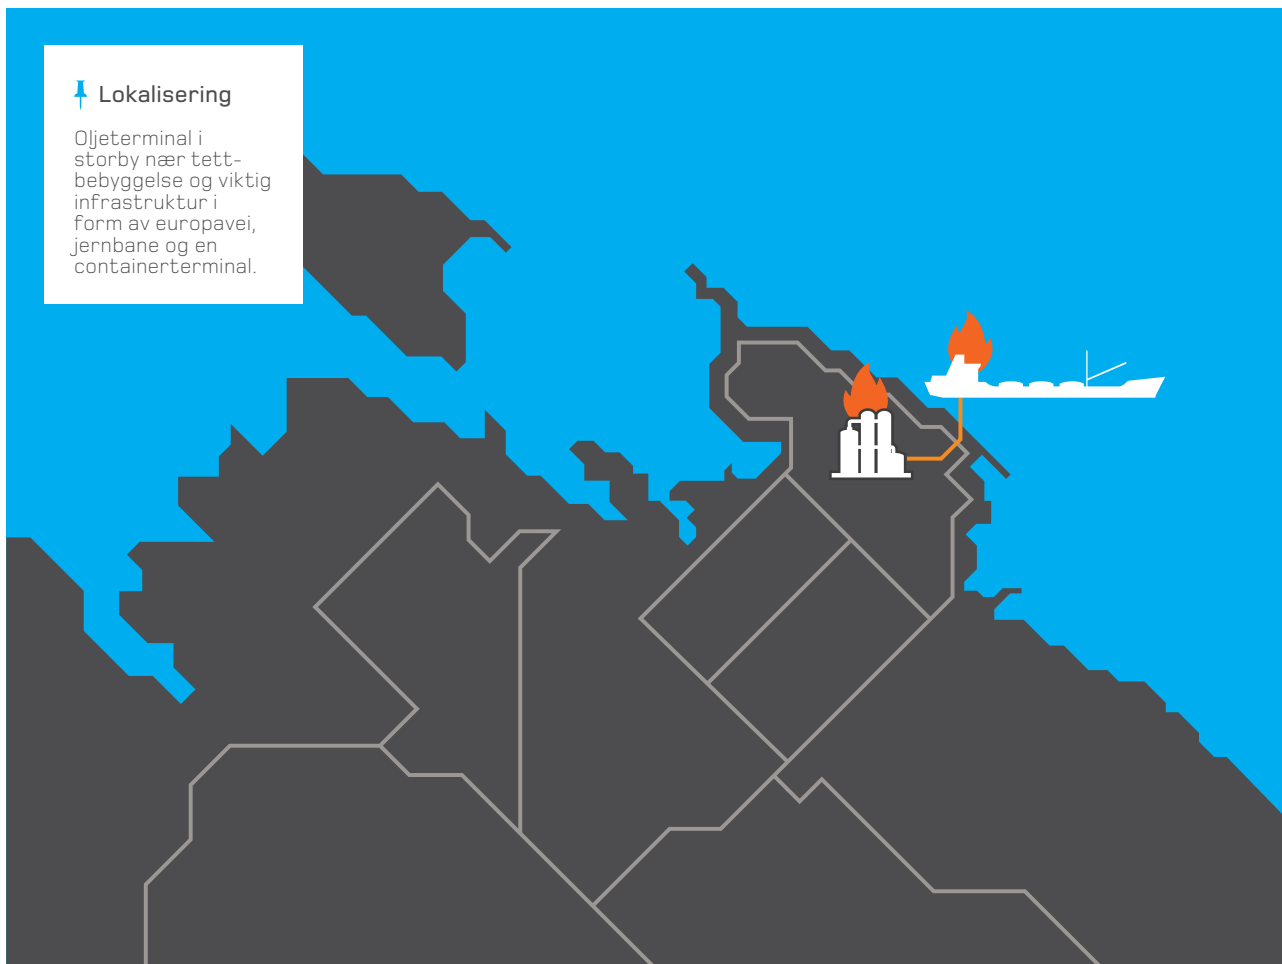 Lokalisering
Oljeterminal i
storby nær tett-
bebyggelse og viktig
infrastruktur i
form av europavei,
jernbane og en
containerterminal.